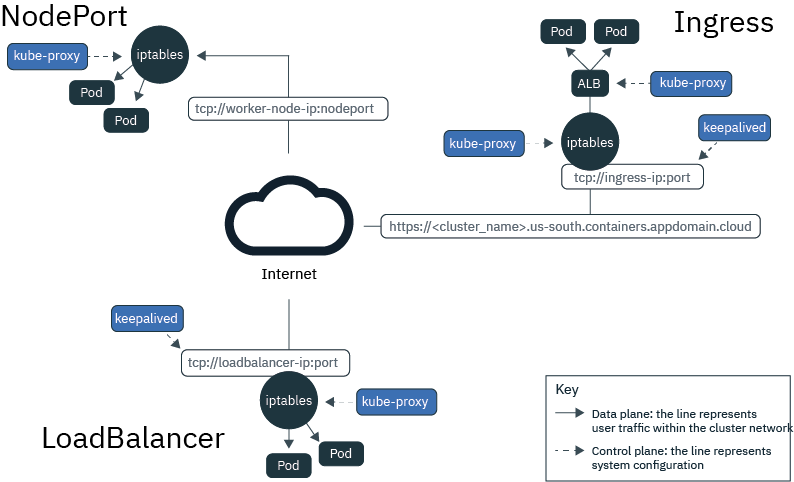 NodePort
kube-proxy
iptables
Pod
Pod
tcp://worker-node-ip:nodeport
Ingress
Pod
Pod
ALB
kube-proxy
kube-proxy
iptables
keepalived
tcp://ingress-ip:port
https://<cluster_name>.us-south.containers.appdomain.cloud
Internet
keepalived
tcp://loadbalancer-ip:port
iptables
kube-proxy
LoadBalancer
Pod
Pod
Key
Data plane: the line represents
user traffic within the cluster network
Control plane: the line represents
system configuration